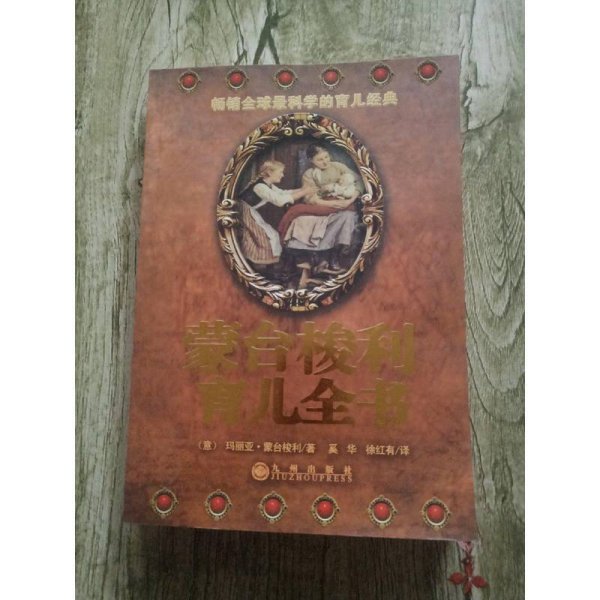 畅销全球最科学的育儿经典
蒙台梭利
育儿全书
（意） 玛丽亚·蒙台梭利/著 奚 华 徐红有/译
九州出版社
JIUZHOUPRESS